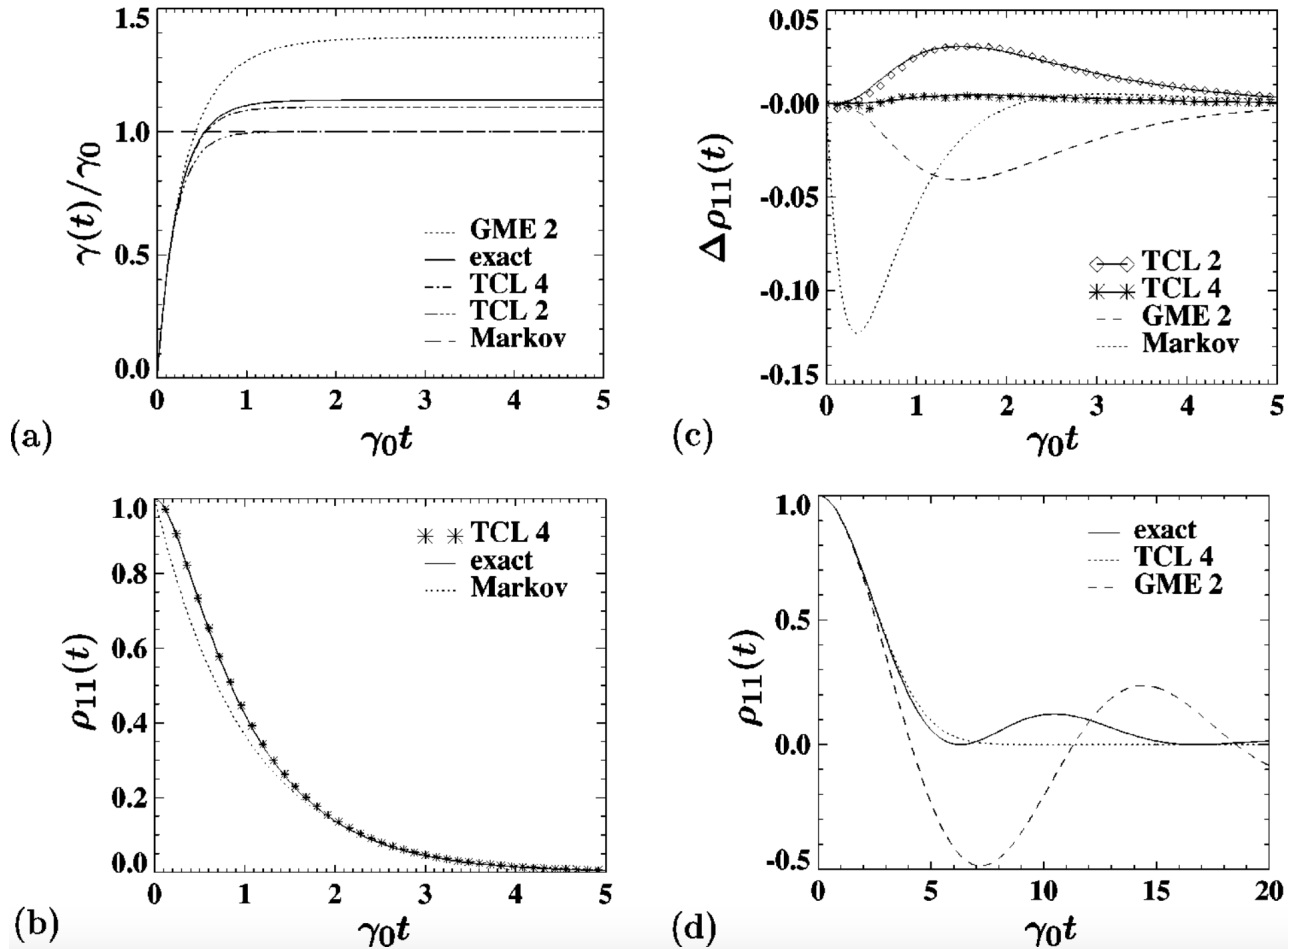 1.5
1.0
0.5
0.0
γ(t)/γ₀
GME 2
exact
TCL 4
TCL 2
Markov
0 1 2 3 4 5
γ₀t
(a)
0.05
-0.00
-0.05
-0.10
-0.15
Δρ₁₁(t)
TCL 2
TCL 4
GME 2
Markov
0 1 2 3 4 5
γ₀t
(c)
1.0
0.8
0.6
0.4
0.2
0.0
ρ₁₁(t)
TCL 4
exact
Markov
0 1 2 3 4 5
γ₀t
(b)
1.0
0.5
0.0
-0.5
ρ₁₁(t)
exact
TCL 4
GME 2
0 5 10 15 20
γ₀t
(d)